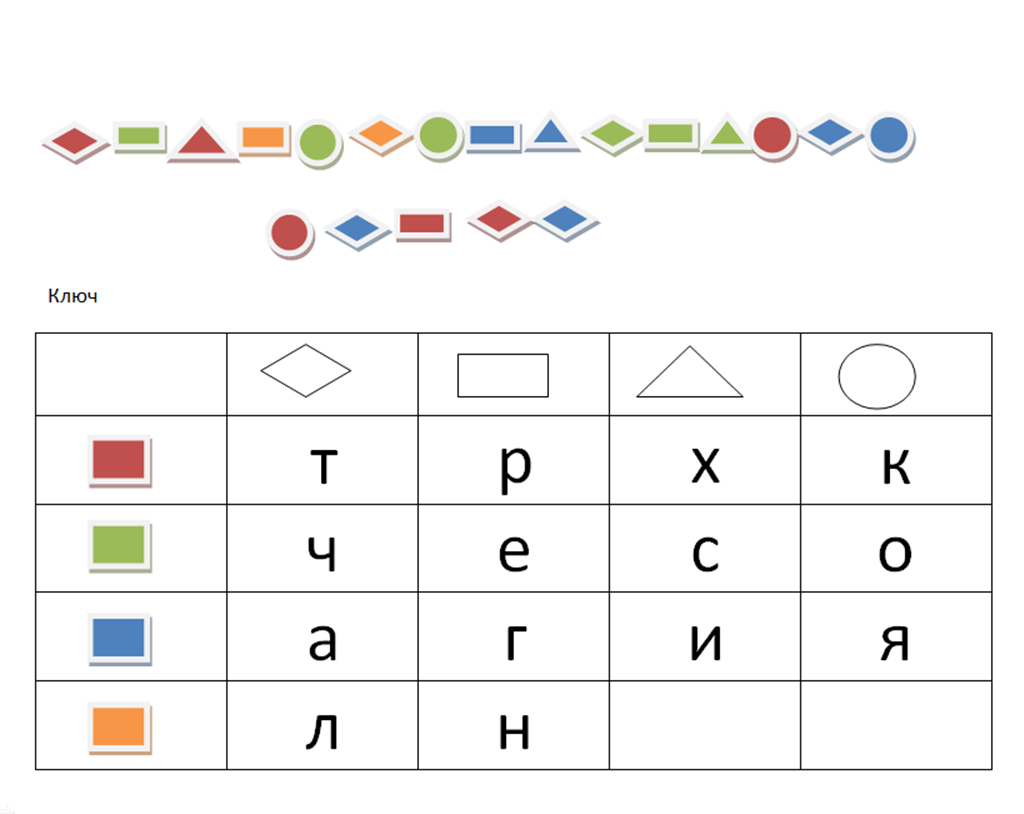 Ключ
т р х к
ч е с о
а г и я
л н